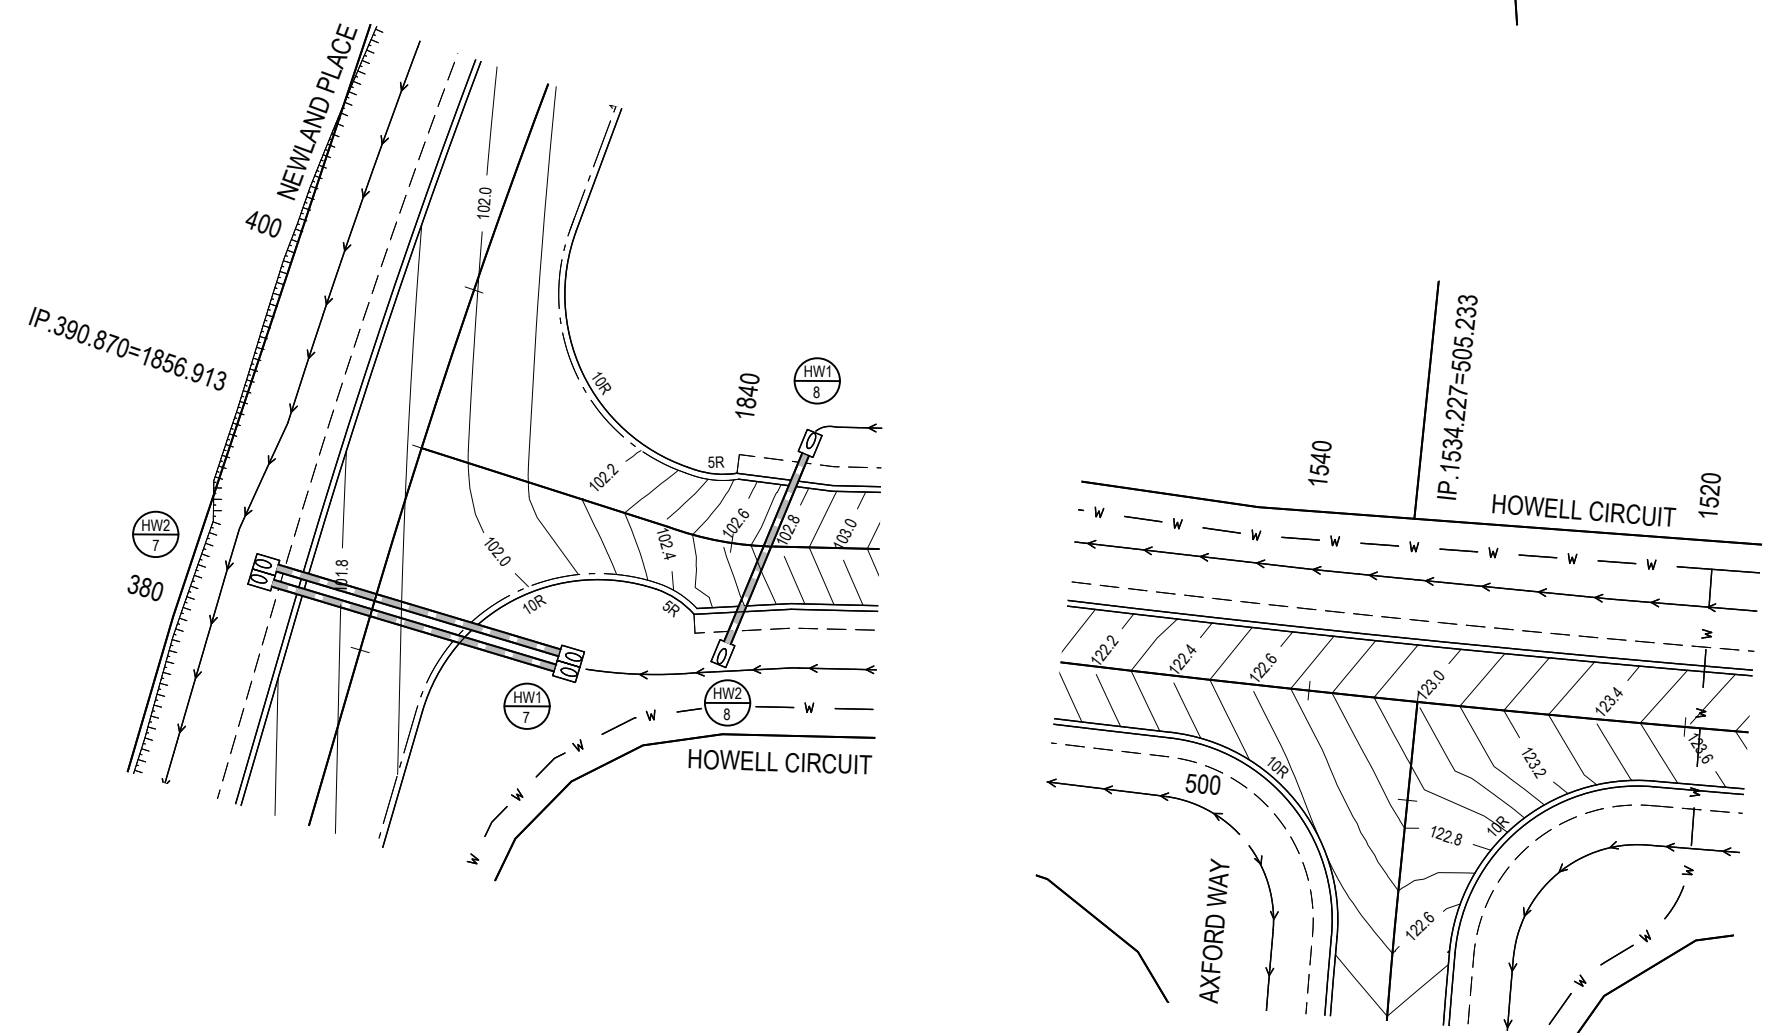 NEWLAND PLACE
400
102.0
IP.390.870=1856.913
10R
1840
HW1
8
5R
102.2
102.6
102.8
103.0
102.4
102.0
HW2
7
380
101.8
10R
5R
HW1
7
HW2
8
W
W
W
W
W
HOWELL CIRCUIT
IP.1534.227=505.233
1540
1520
HOWELL CIRCUIT
W
W
W
W
W
W
W
W
W
W
W
W
W
W
122.2
122.4
122.6
123.0
123.4
123.6
123.2
10R
500
10R
122.8
122.6
AXFORD WAY